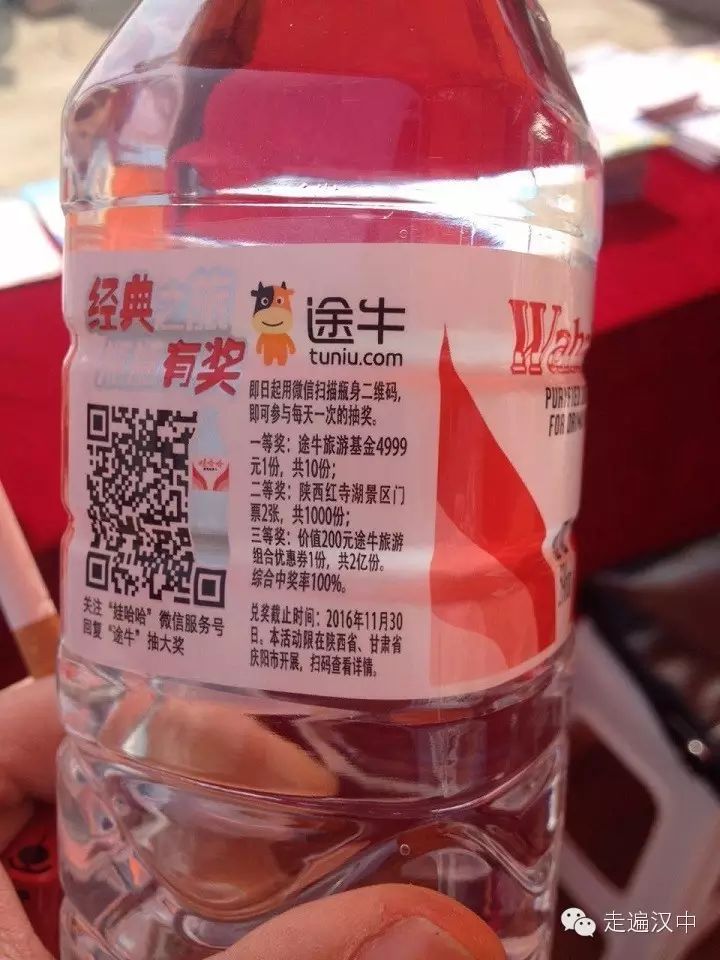 经典之旅
有奖
途牛
tuniu.com
即日起用微信扫描瓶身二维码,
即可参与每天一次的抽奖。
一等奖：途牛旅游基金4999
元1份，共10份；
二等奖：陕西红寺湖景区门
票2张，共1000份；
三等奖：价值200元途牛旅游
组合优惠券1份，共2亿份。
综合中奖率100%。
兑奖截止时间：2016年11月30
日。本活动限在陕西省、甘肃省
庆阳市开展，扫码查看详情。
娃哈哈
关注“娃哈哈”微信服务号
回复“途牛”抽大奖
Waha
PURIFIED
FOR DRIN
走遍汉中